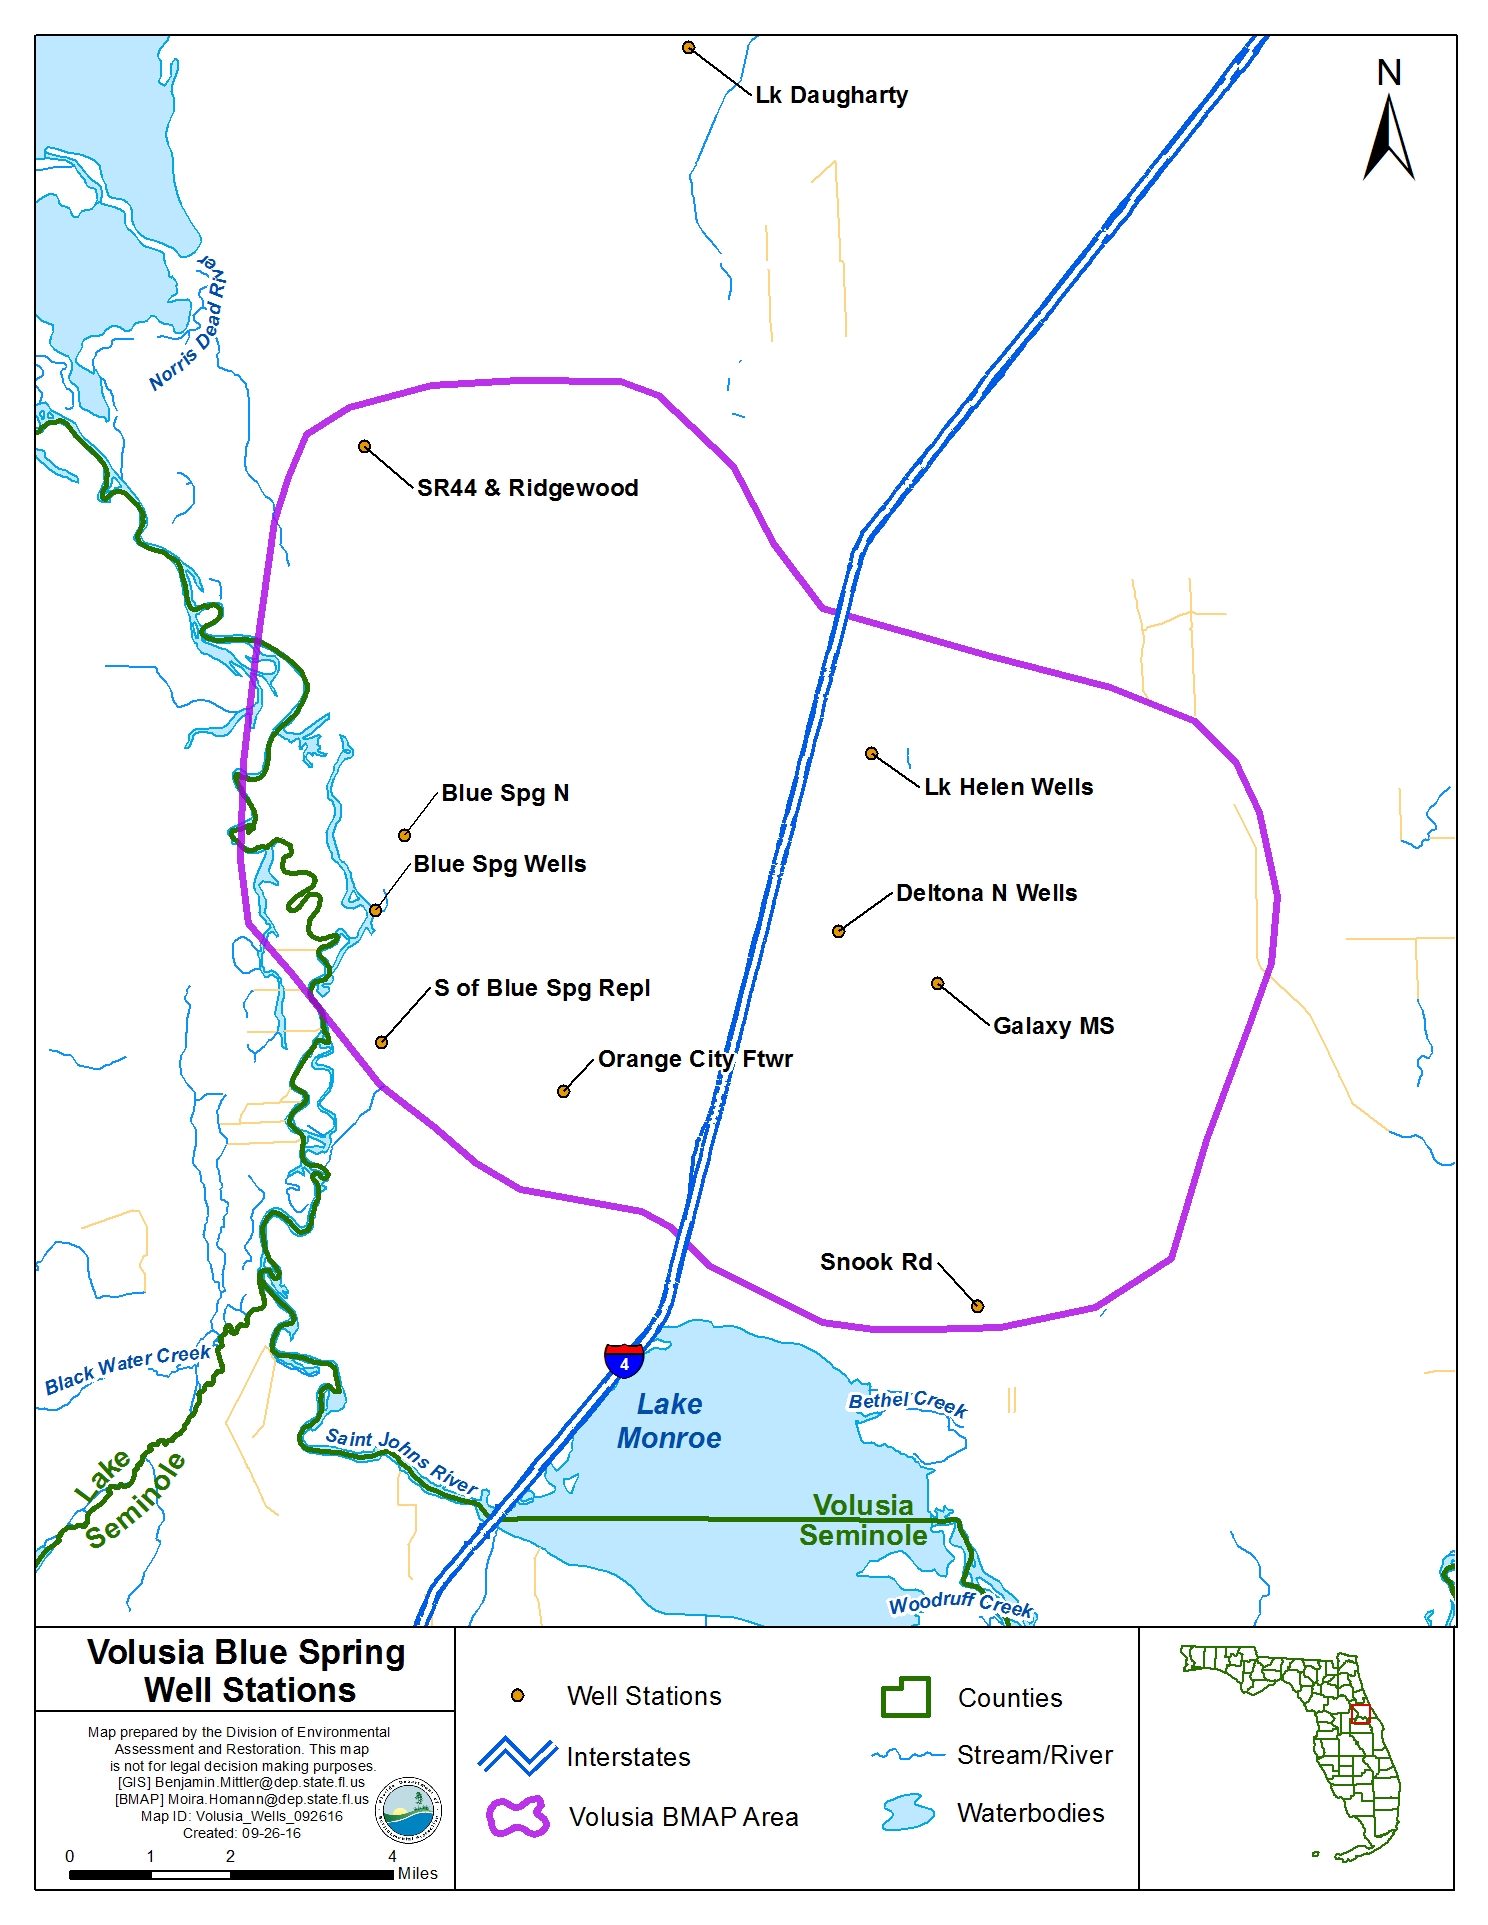 Lk Daugharty
N
Norris Dead River
SR44 & Ridgewood
Lk Helen Wells
Blue Spg N
Blue Spg Wells
Deltona N Wells
S of Blue Spg Repl
Galaxy MS
Orange City Ftwr
Snook Rd
4
Black Water Creek
Lake
Monroe
Bethel Creek
Saint Johns River
Lake
Seminole
Volusia
Seminole
Woodruff Creek
Volusia Blue Spring
Well Stations
Map prepared by the Division of Environmental
Assessment and Restoration. This map
is not for legal decision making purposes.
[GIS] Benjamin.Mittler@dep.state.fl.us
[BMAP] Moira.Homann@dep.state.fl.us
Map ID: Volusia_Wells_092616
Created: 09-26-16
0 1 2 4
Miles
Well Stations
Interstates
Volusia BMAP Area
Counties
Stream/River
Waterbodies